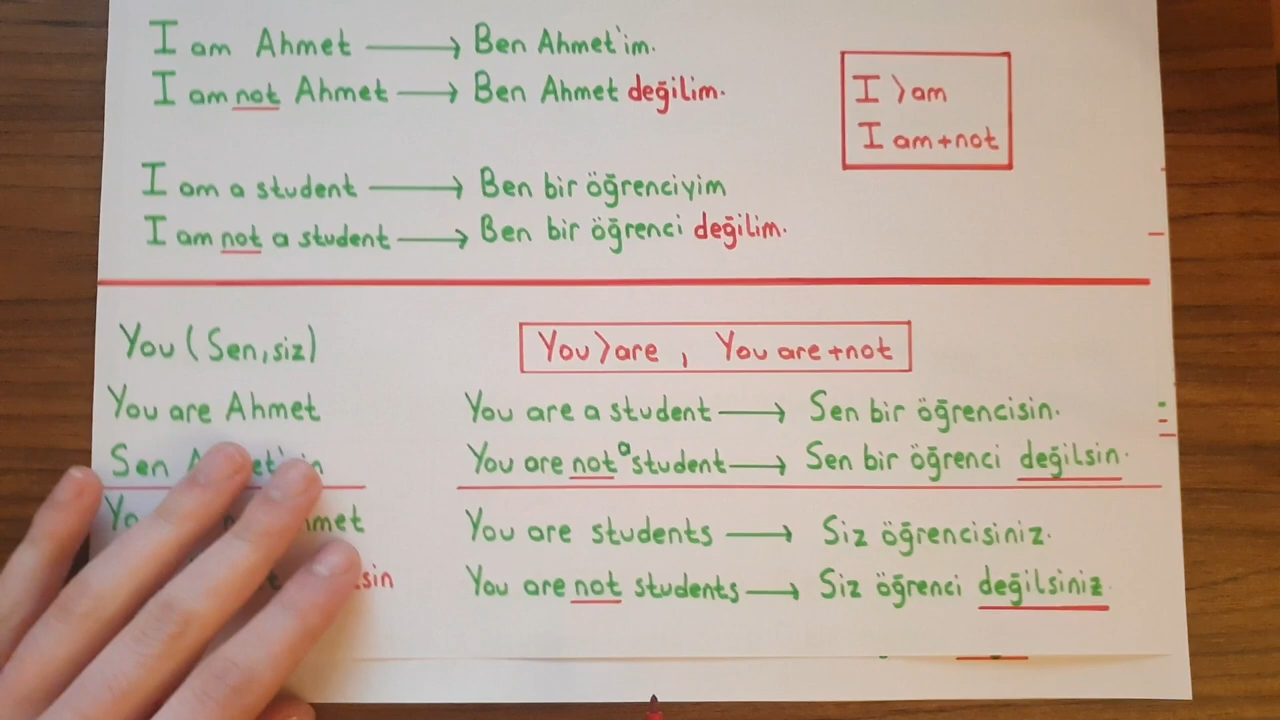 I am Ahmet → Ben Ahmet'im.
I am not Ahmet → Ben Ahmet değilim.
I > am
I am + not
I am a student → Ben bir öğrenciyim
I am not a student → Ben bir öğrenci değilim.
You (Sen, siz)
You > are , You are + not
You are Ahmet
Sen
You are a student → Sen bir öğrencisin.
You are not a student → Sen bir öğrenci değilsin.
You are students → Siz öğrencisiniz.
You are not students → Siz öğrenci değilsiniz.